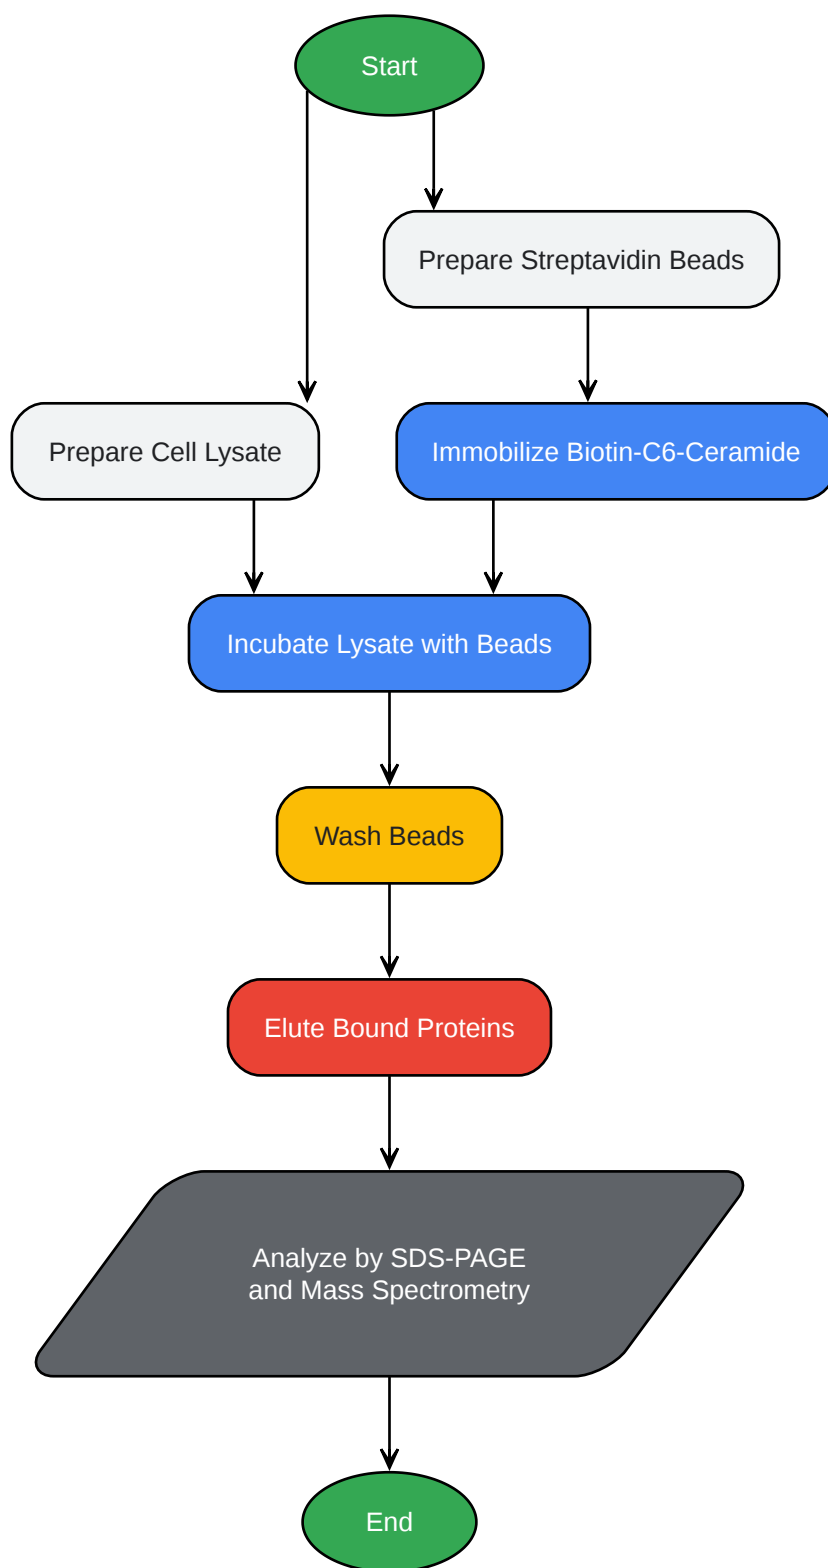 Start
Prepare Streptavidin Beads
Prepare Cell Lysate
Immobilize Biotin-C6-Ceramide
Incubate Lysate with Beads
Wash Beads
Elute Bound Proteins
Analyze by SDS-PAGE
and Mass Spectrometry
End